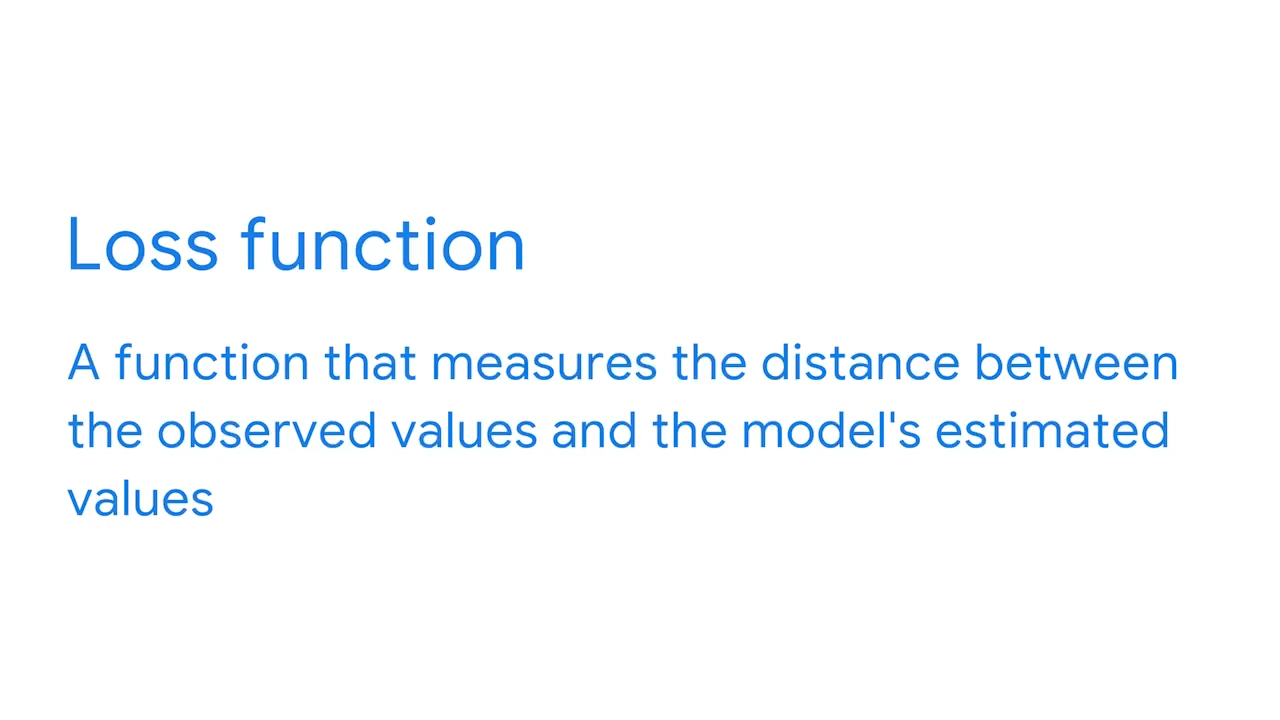 Loss function
A function that measures the distance between
the observed values and the model's estimated
values